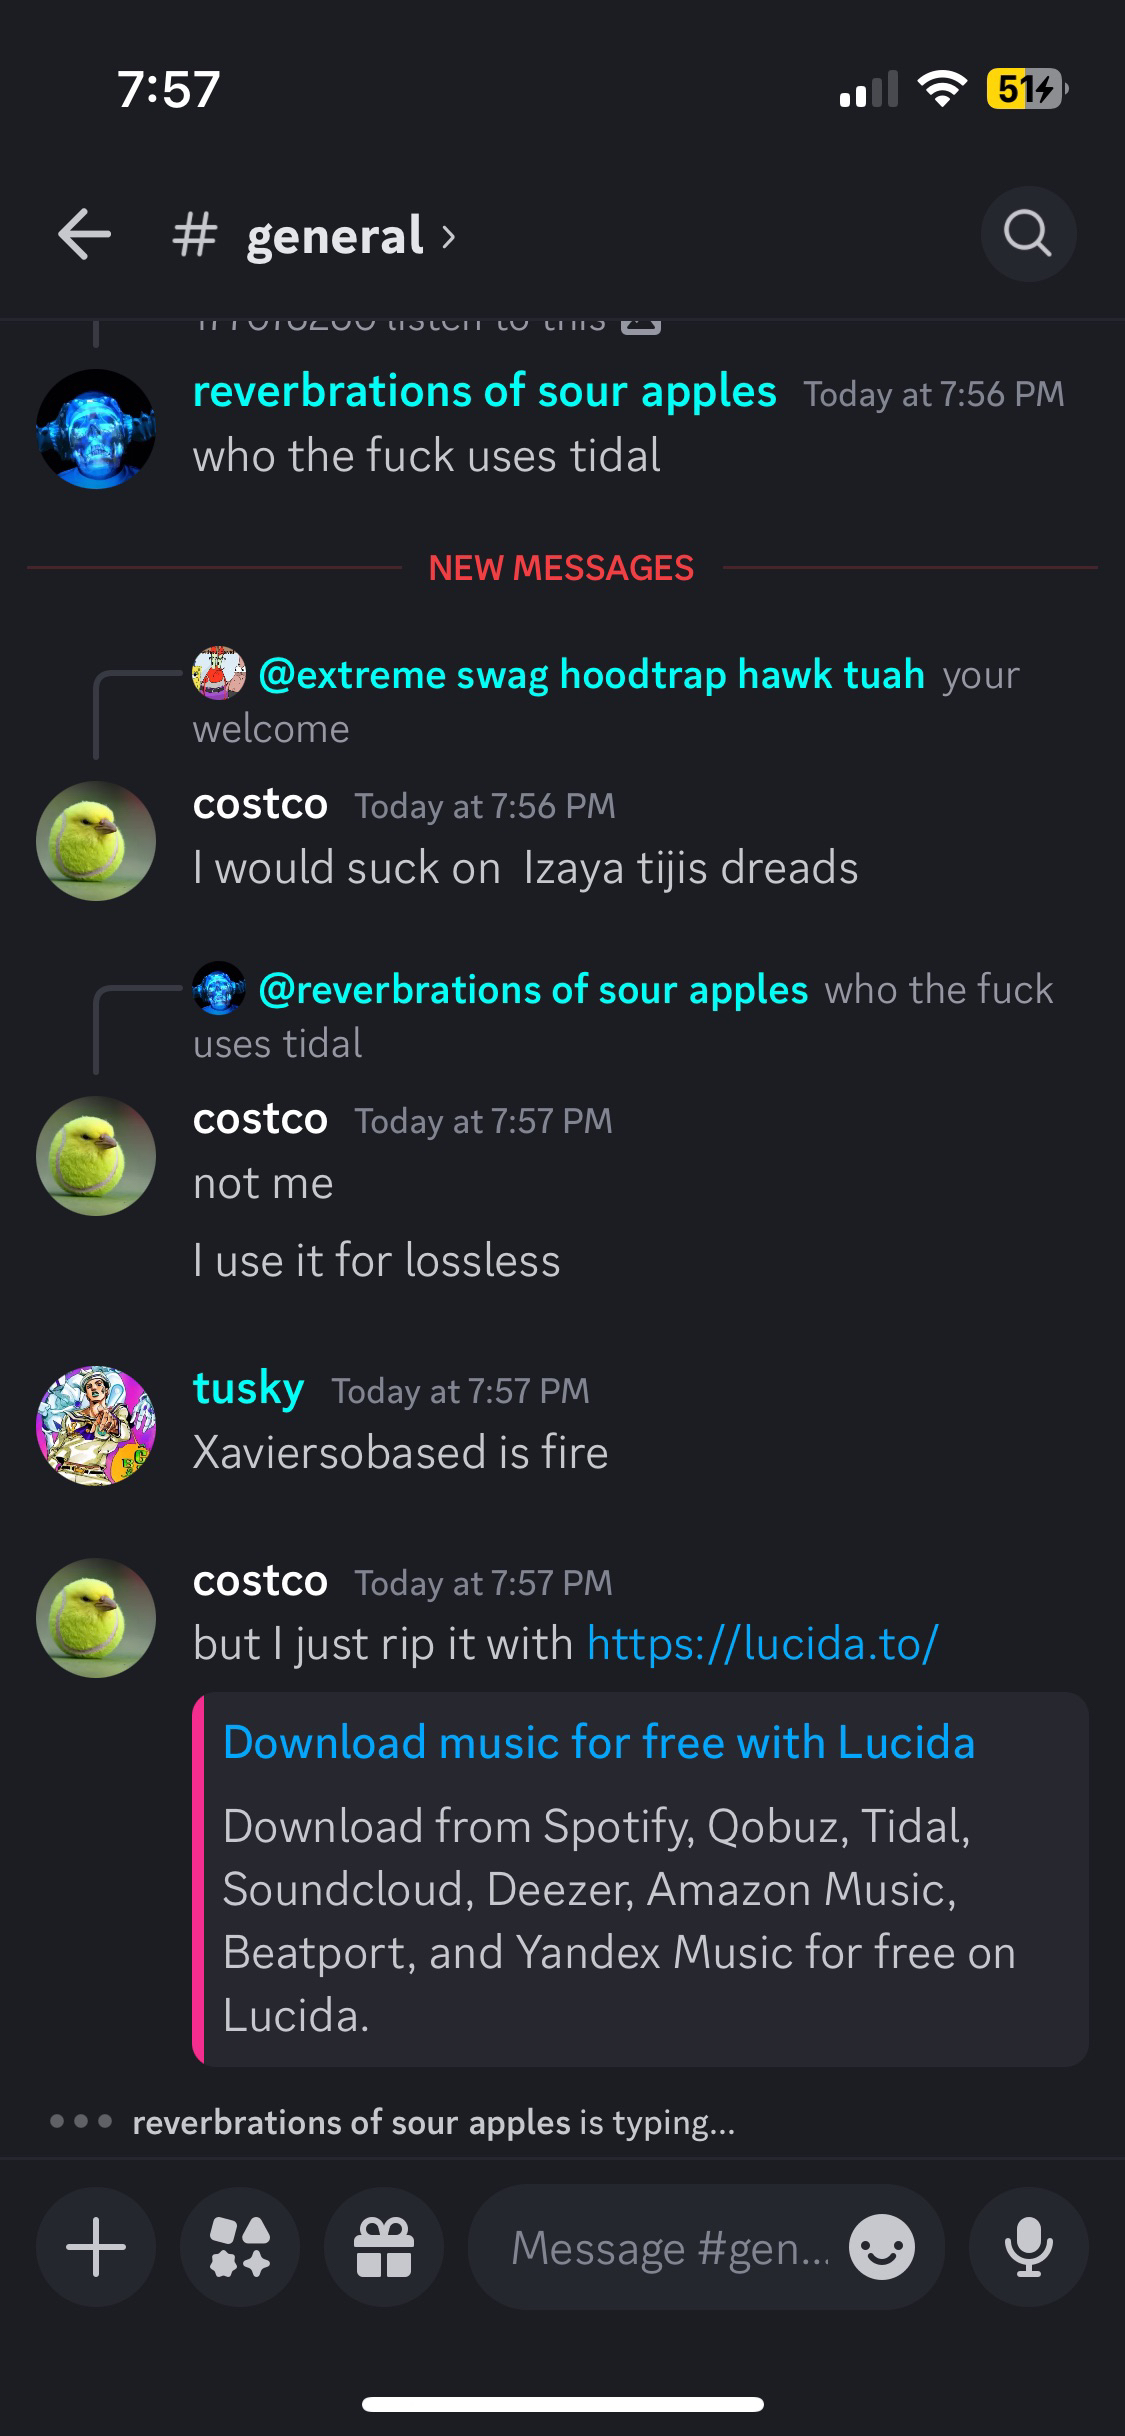 7:57
51
# general ›
listen to this
reverbrations of sour apples Today at 7:56 PM
who the fuck uses tidal
NEW MESSAGES
@extreme swag hoodtrap hawk tuah your
welcome
costco Today at 7:56 PM
I would suck on  Izaya tijis dreads
@reverbrations of sour apples who the fuck
uses tidal
costco Today at 7:57 PM
not me
I use it for lossless
tusky Today at 7:57 PM
Xaviersobased is fire
costco Today at 7:57 PM
but I just rip it with https://lucida.to/
Download music for free with Lucida
Download from Spotify, Qobuz, Tidal,
Soundcloud, Deezer, Amazon Music,
Beatport, and Yandex Music for free on
Lucida.
reverbrations of sour apples is typing...
Message #gen...